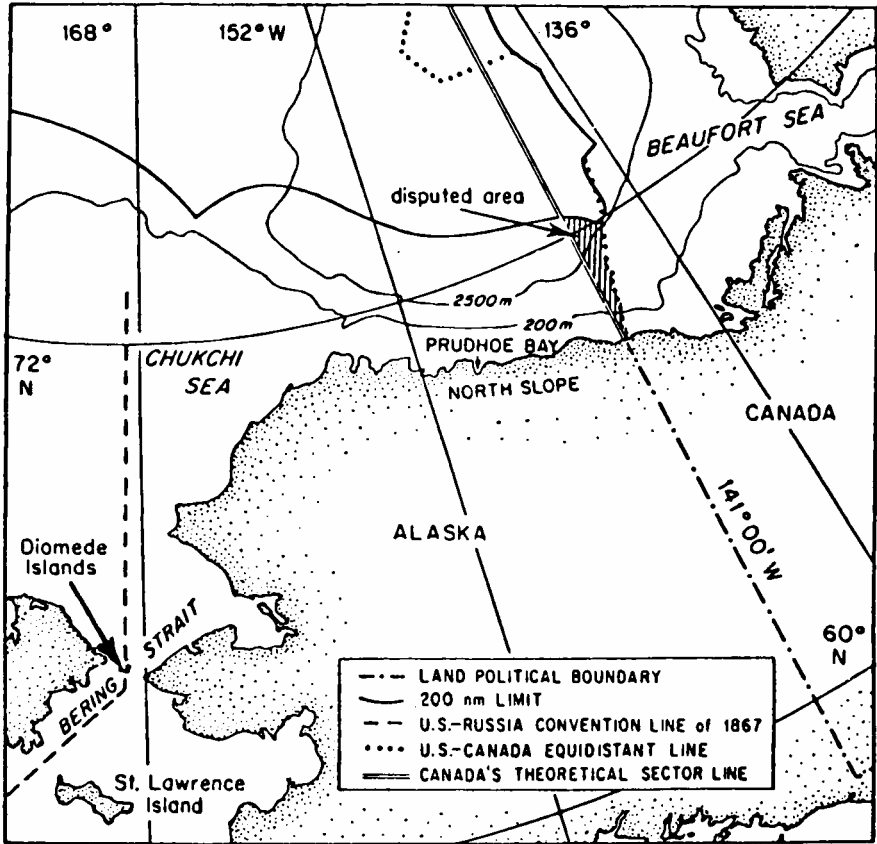 168°
152° W
136°
BEAUFORT SEA
disputed area
2500 m
200 m
PRUDHOE BAY
72°
N
CHUKCHI
SEA
NORTH SLOPE
CANADA
141°00' W
ALASKA
Diomede
Islands
BERING STRAIT
60°
N
LAND POLITICAL BOUNDARY
200 nm LIMIT
U.S.-RUSSIA CONVENTION LINE of 1867
U.S.-CANADA EQUIDISTANT LINE
CANADA'S THEORETICAL SECTOR LINE
St. Lawrence
Island